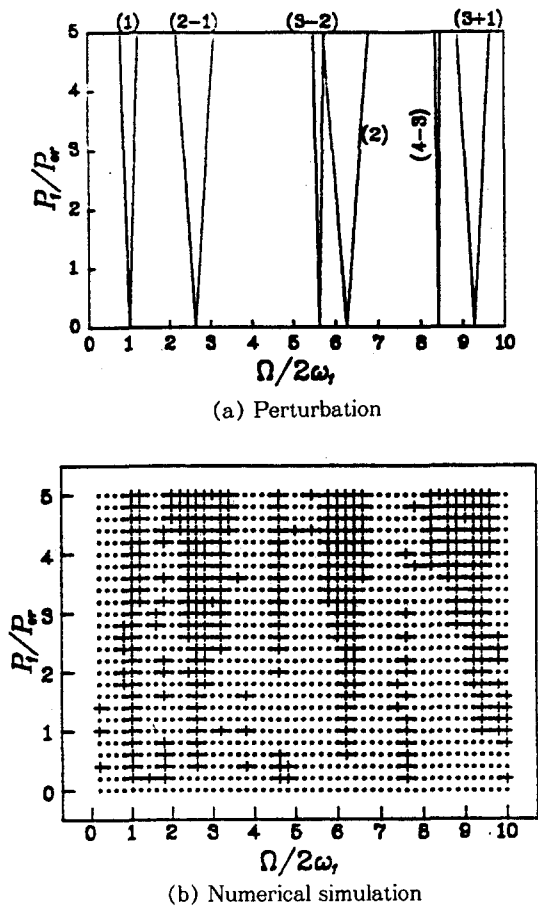 (1) (2-1) (3-2) (3+1)
5
4
(4-3)
(2)
3
P₁/P_cr
2
1
0
0 1 2 3 4 5 6 7 8 9 10
Ω/2ω₁
(a) Perturbation
5
4
3
P₁/P_cr
2
1
0
0 1 2 3 4 5 6 7 8 9 10
Ω/2ω₁
(b) Numerical simulation